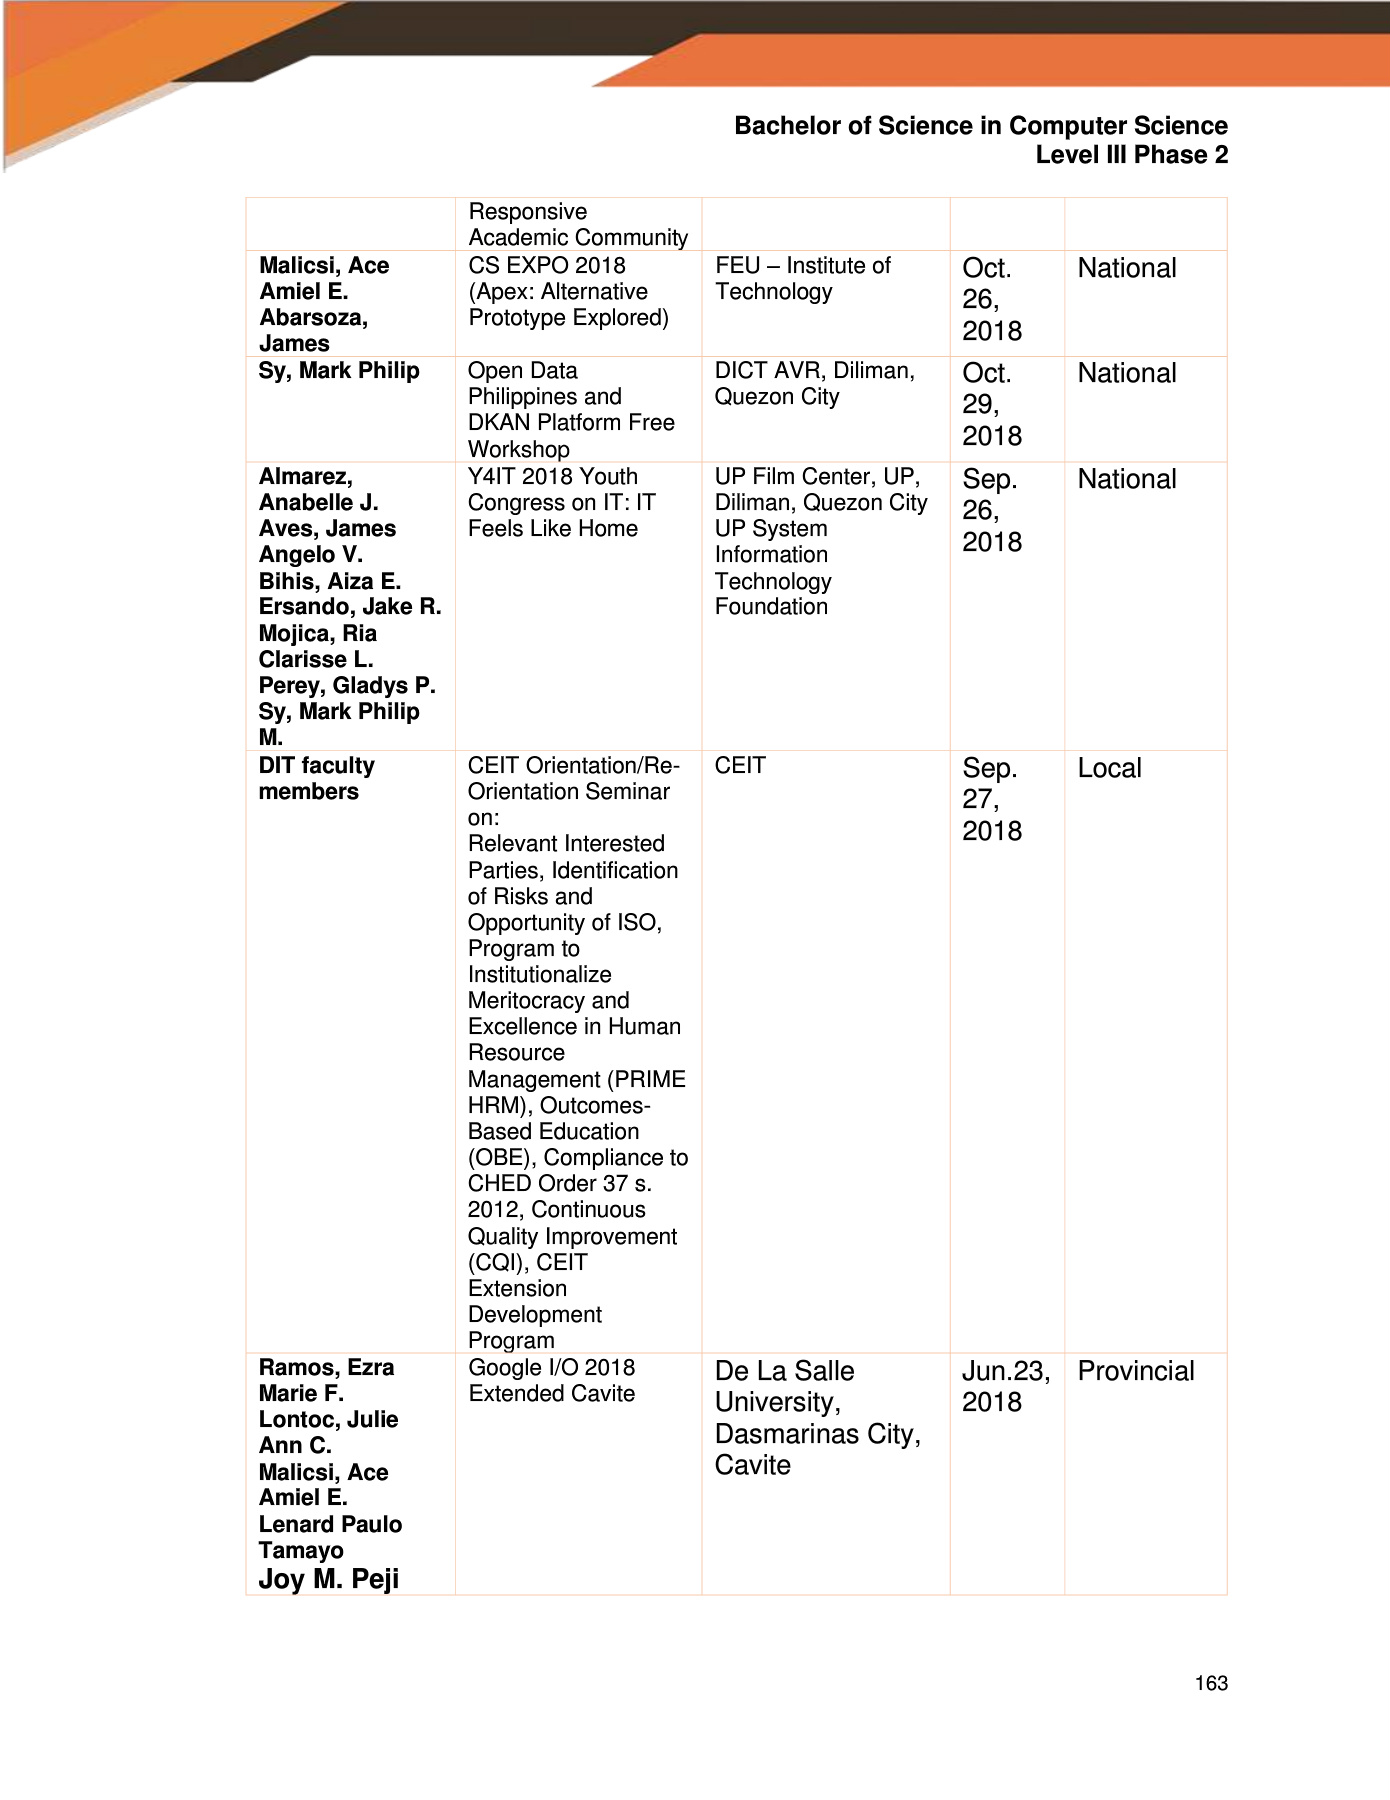 Bachelor of Science in Computer Science
Level III Phase 2
Responsive
Academic Community
Malicsi, Ace
Amiel E.
Abarsoza,
James
CS EXPO 2018
(Apex: Alternative
Prototype Explored)
FEU – Institute of
Technology
Oct.
26,
2018
National
Sy, Mark Philip
Open Data
Philippines and
DKAN Platform Free
Workshop
DICT AVR, Diliman,
Quezon City
Oct.
29,
2018
National
Almarez,
Anabelle J.
Aves, James
Angelo V.
Bihis, Aiza E.
Ersando, Jake R.
Mojica, Ria
Clarisse L.
Perey, Gladys P.
Sy, Mark Philip
M.
Y4IT 2018 Youth
Congress on IT: IT
Feels Like Home
UP Film Center, UP,
Diliman, Quezon City
UP System
Information
Technology
Foundation
Sep.
26,
2018
National
DIT faculty
members
CEIT Orientation/Re-
Orientation Seminar
on:
Relevant Interested
Parties, Identification
of Risks and
Opportunity of ISO,
Program to
Institutionalize
Meritocracy and
Excellence in Human
Resource
Management (PRIME
HRM), Outcomes-
Based Education
(OBE), Compliance to
CHED Order 37 s.
2012, Continuous
Quality Improvement
(CQI), CEIT
Extension
Development
Program
CEIT
Sep.
27,
2018
Local
Ramos, Ezra
Marie F.
Lontoc, Julie
Ann C.
Malicsi, Ace
Amiel E.
Lenard Paulo
Tamayo
Joy M. Peji
Google I/O 2018
Extended Cavite
De La Salle
University,
Dasmarinas City,
Cavite
Jun.23,
2018
Provincial
163